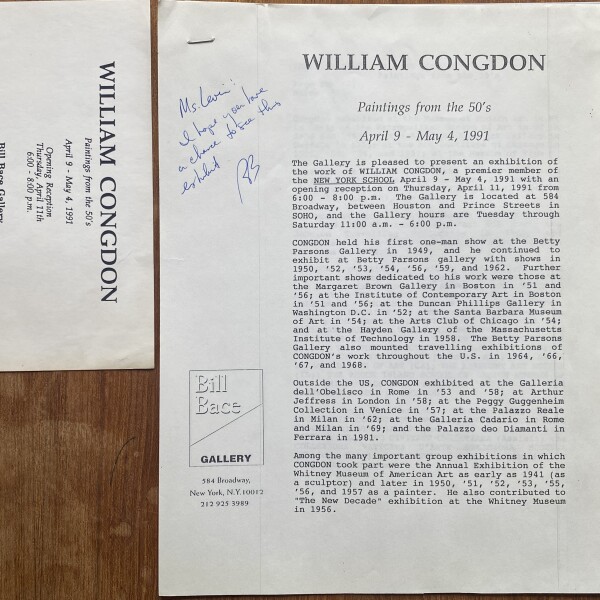 WILLIAM CONGDON
Paintings from the 50's
April 9 - May 4, 1991
Opening Reception
Thursday, April 11th
6:00 - 8:00 p.m.
Bill Bace Gallery
WILLIAM CONGDON
Paintings from the 50's
April 9 - May 4, 1991
Ms. Levin:
I hope you have
a chance to see this
exhibit.
BB
The Gallery is pleased to present an exhibition of
the work of WILLIAM CONGDON, a premier member of
the NEW YORK SCHOOL, April 9 - May 4, 1991 with an
opening reception on Thursday, April 11, 1991 from
6:00 - 8:00 p.m. The Gallery is located at 584
Broadway, between Houston and Prince Streets in
SOHO, and the Gallery hours are Tuesday through
Saturday 11:00 a.m. - 6:00 p.m.
CONGDON held his first one-man show at the Betty
Parsons Gallery in 1949, and he continued to
exhibit at Betty Parsons gallery with shows in
1950, '52, '53, '54, '56, '59, and 1962. Further
important shows dedicated to his work were those at
the Margaret Brown Gallery in Boston in '51 and
'56; at the Institute of Contemporary Art in Boston
in '51 and '56; at the Duncan Phillips Gallery in
Washington D.C. in '52; at the Santa Barbara Museum
of Art in '54; at the Arts Club of Chicago in '54;
and at the Hayden Gallery of the Massachusetts
Institute of Technology in 1958. The Betty Parsons
Gallery also mounted travelling exhibitions of
CONGDON's work throughout the U.S. in 1964, '66,
'67, and 1968.
Outside the US, CONGDON exhibited at the Galleria
dell'Obelisco in Rome in '53 and '58; at Arthur
Jeffress in London in '58; at the Peggy Guggenheim
Collection in Venice in '57; at the Palazzo Reale
in Milan in '62; at the Galleria Cadario in Rome
and Milan in '69; and the Palazzo deo Diamanti in
Ferrara in 1981.
Among the many important group exhibitions in which
CONGDON took part were the Annual Exhibition of the
Whitney Museum of American Art as early as 1941 (as
a sculptor) and later in 1950, '51, '52, '53, '55,
'56, and 1957 as a painter. He also contributed to
"The New Decade" exhibition at the Whitney Museum
in 1956.
Bill
Bace
GALLERY
584 Broadway,
New York, N.Y.10012
212 925 3989